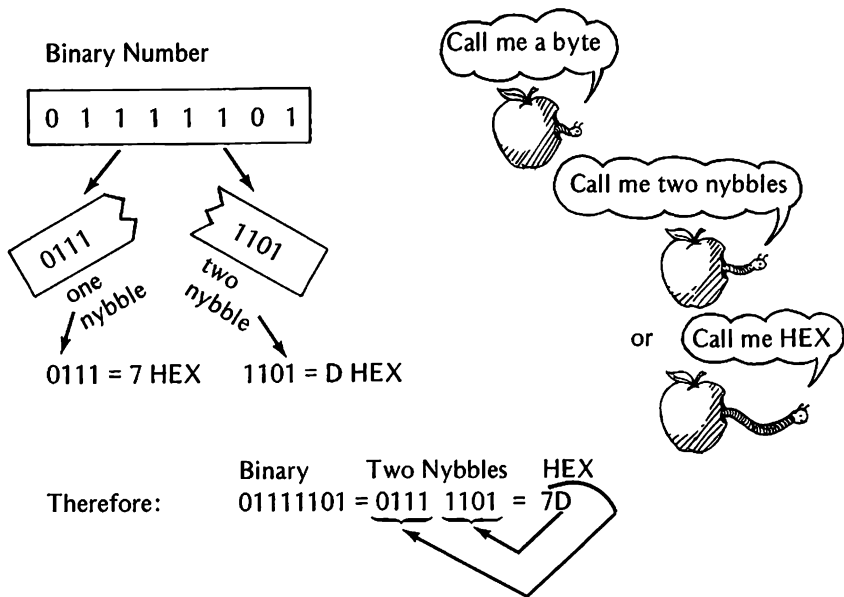 Binary Number
0 1 1 1 1 1 0 1
0111
one
nybble
1101
two
nybble
0111 = 7 HEX
1101 = D HEX
Call me a byte
Call me two nybbles
or
Call me HEX
Binary Two Nybbles HEX
Therefore: 01111101 = 0111 1101 = 7D